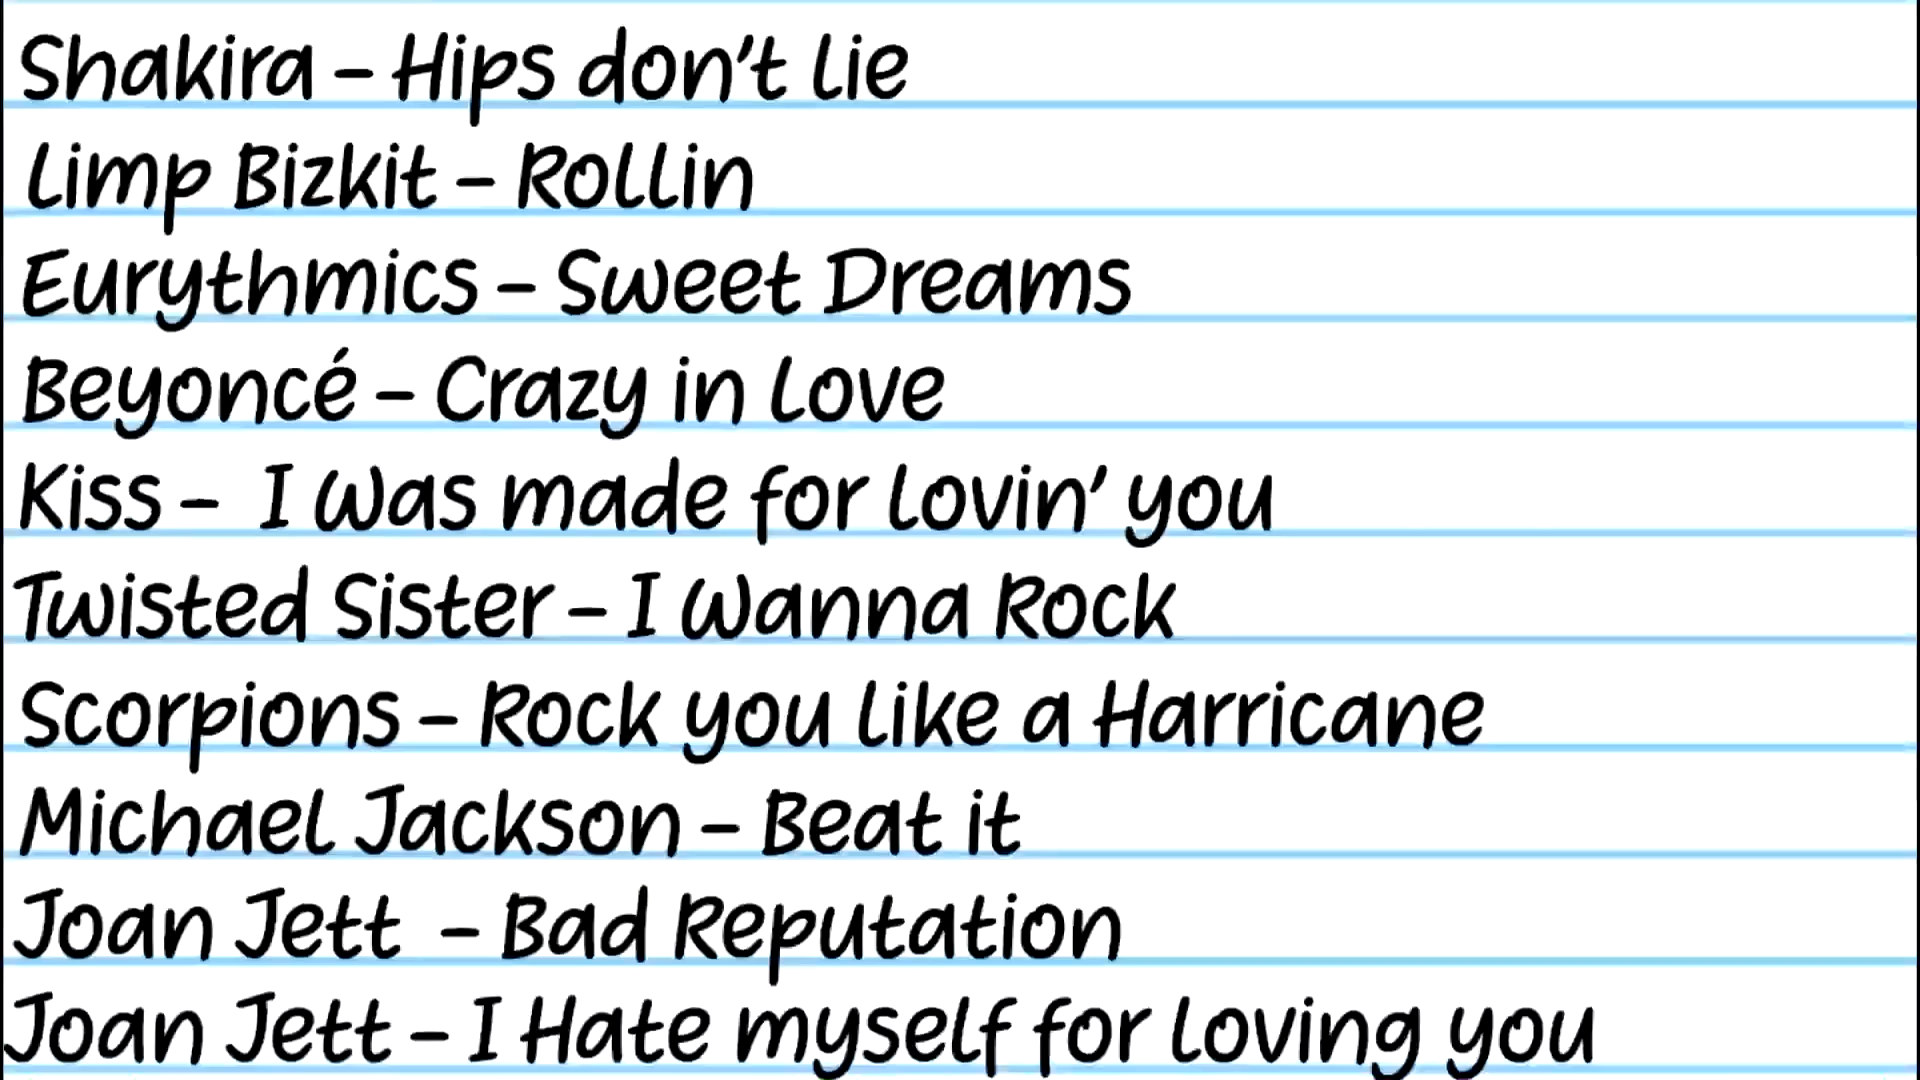 Shakira – Hips don't lie
Limp Bizkit – Rollin
Eurythmics – Sweet Dreams
Beyoncé – Crazy in love
Kiss – I Was made for lovin' you
Twisted Sister – I Wanna Rock
Scorpions – Rock you like a Harricane
Michael Jackson – Beat it
Joan Jett – Bad Reputation
Joan Jett – I Hate myself for loving you